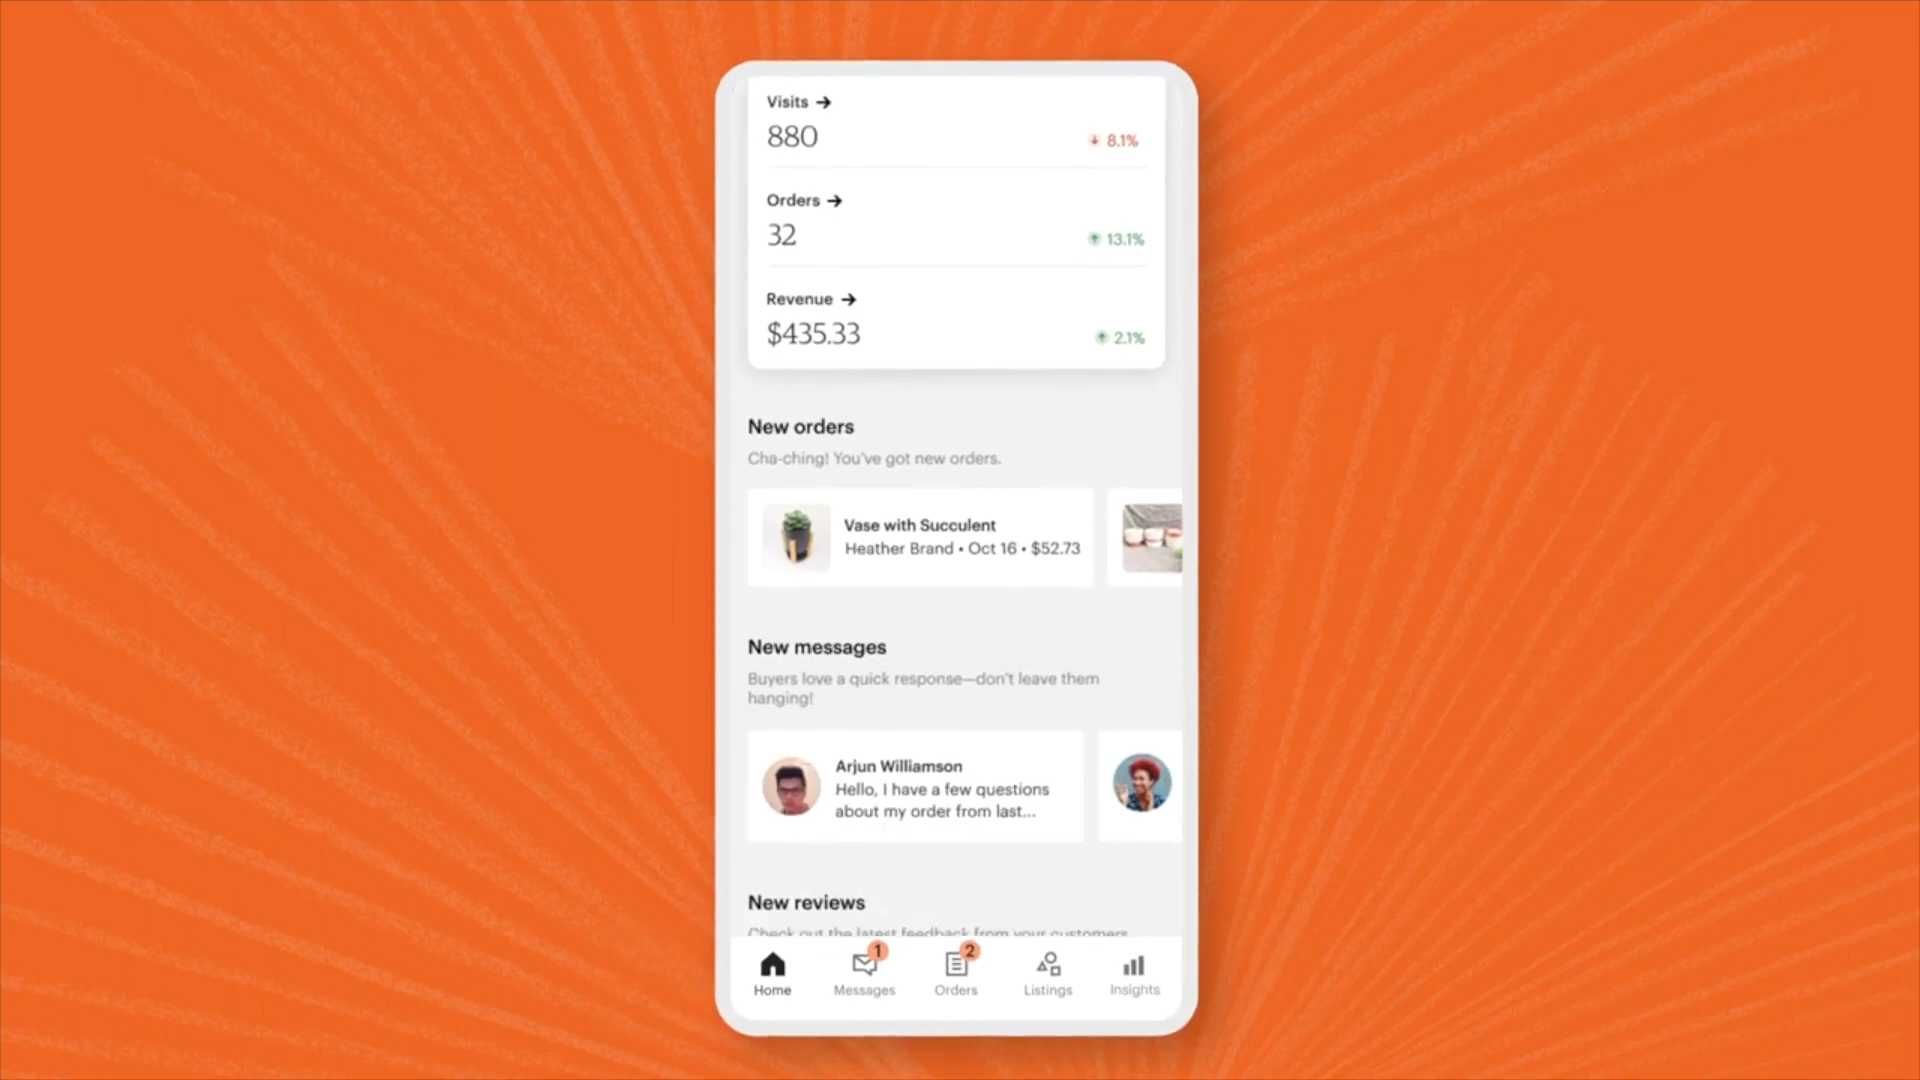 Visits →
880
8.1%
Orders →
32
13.1%
Revenue →
$435.33
2.1%
New orders
Cha-ching! You've got new orders.
Vase with Succulent
Heather Brand • Oct 16 • $52.73
New messages
Buyers love a quick response—don't leave them
hanging!
Arjun Williamson
Hello, I have a few questions
about my order from last...
New reviews
Check out the latest feedback from your customers
1
2
Home
Messages
Orders
Listings
Insights